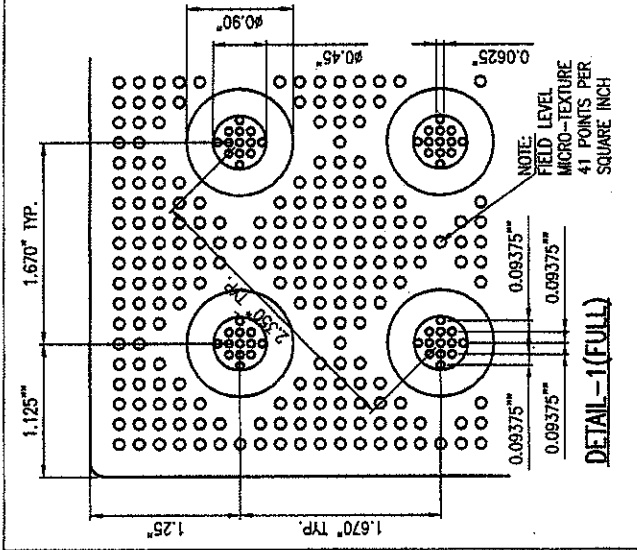 ø0.90"
ø0.45"
0.0625"
1.670" TYP.
1.125""
2.350" TYP.
NOTE:
FIELD LEVEL
MICRO-TEXTURE
41 POINTS PER
SQUARE INCH
0.09375""
0.09375""
0.09375""
0.09375""
1.25"
1.670" TYP.
DETAIL-1(FULL)